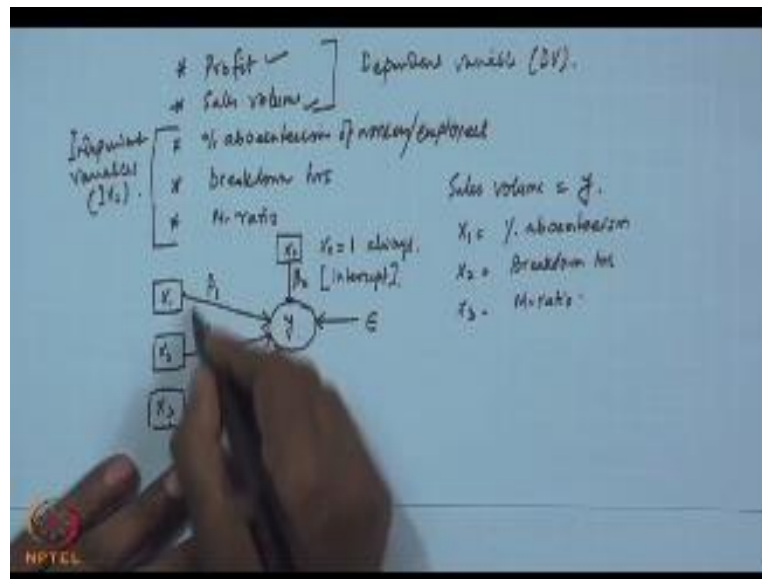 * Profit ✓
* Sales volume ✓
Dependent variable (DV).
Independent variables (IVs).
* % absenteeism of workers/employees
* breakdown hrs
* M-ratio
Sales volume = y.
X₁ = % absenteeism
X₂ = Breakdown hrs
X₃ = M-ratio
X₀
X₀ = 1 always.
β₀ [intercept].
X₁
β₁
y
ϵ
X₂
X₃
NPTEL